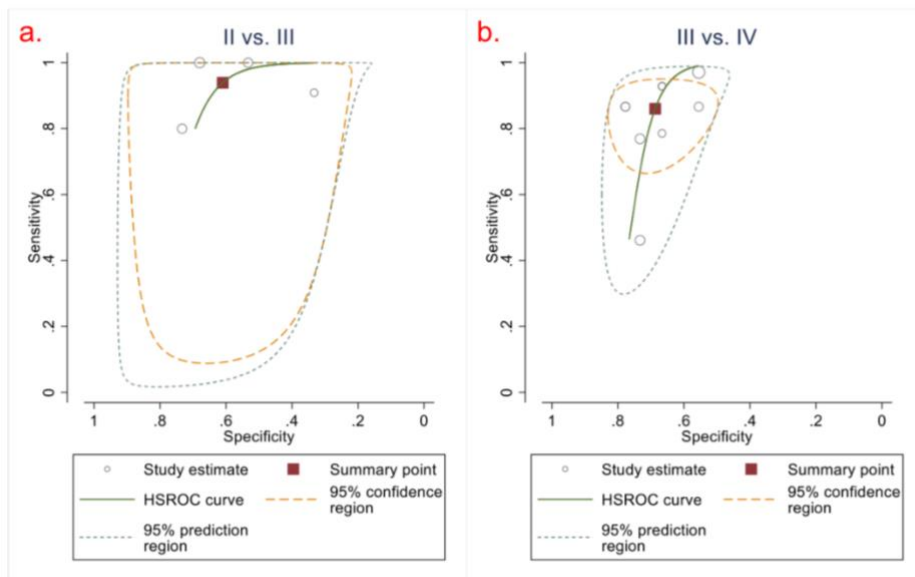 a.
II vs. III
1
.8
.6
.4
.2
0
Sensitivity
1
.8
.6
.4
.2
0
Specificity
Study estimate
Summary point
HSROC curve
95% confidence
region
95% prediction
region
b.
III vs. IV
1
.8
.6
.4
.2
0
Sensitivity
1
.8
.6
.4
.2
0
Specificity
Study estimate
Summary point
HSROC curve
95% confidence
region
95% prediction
region